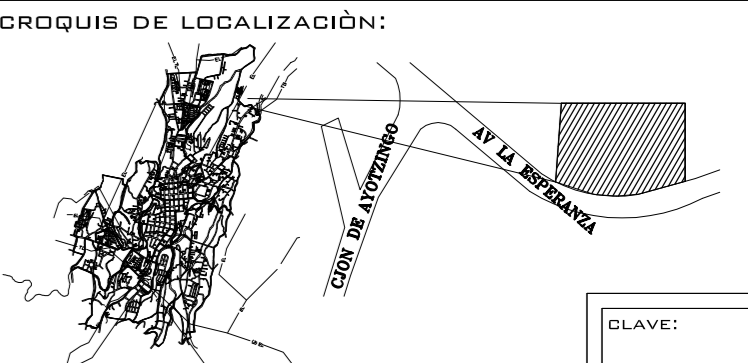 CROQUIS DE LOCALIZACIÒN:
CJON DE AYOTZINGO
AV LA ESPERANZA
CLAVE: